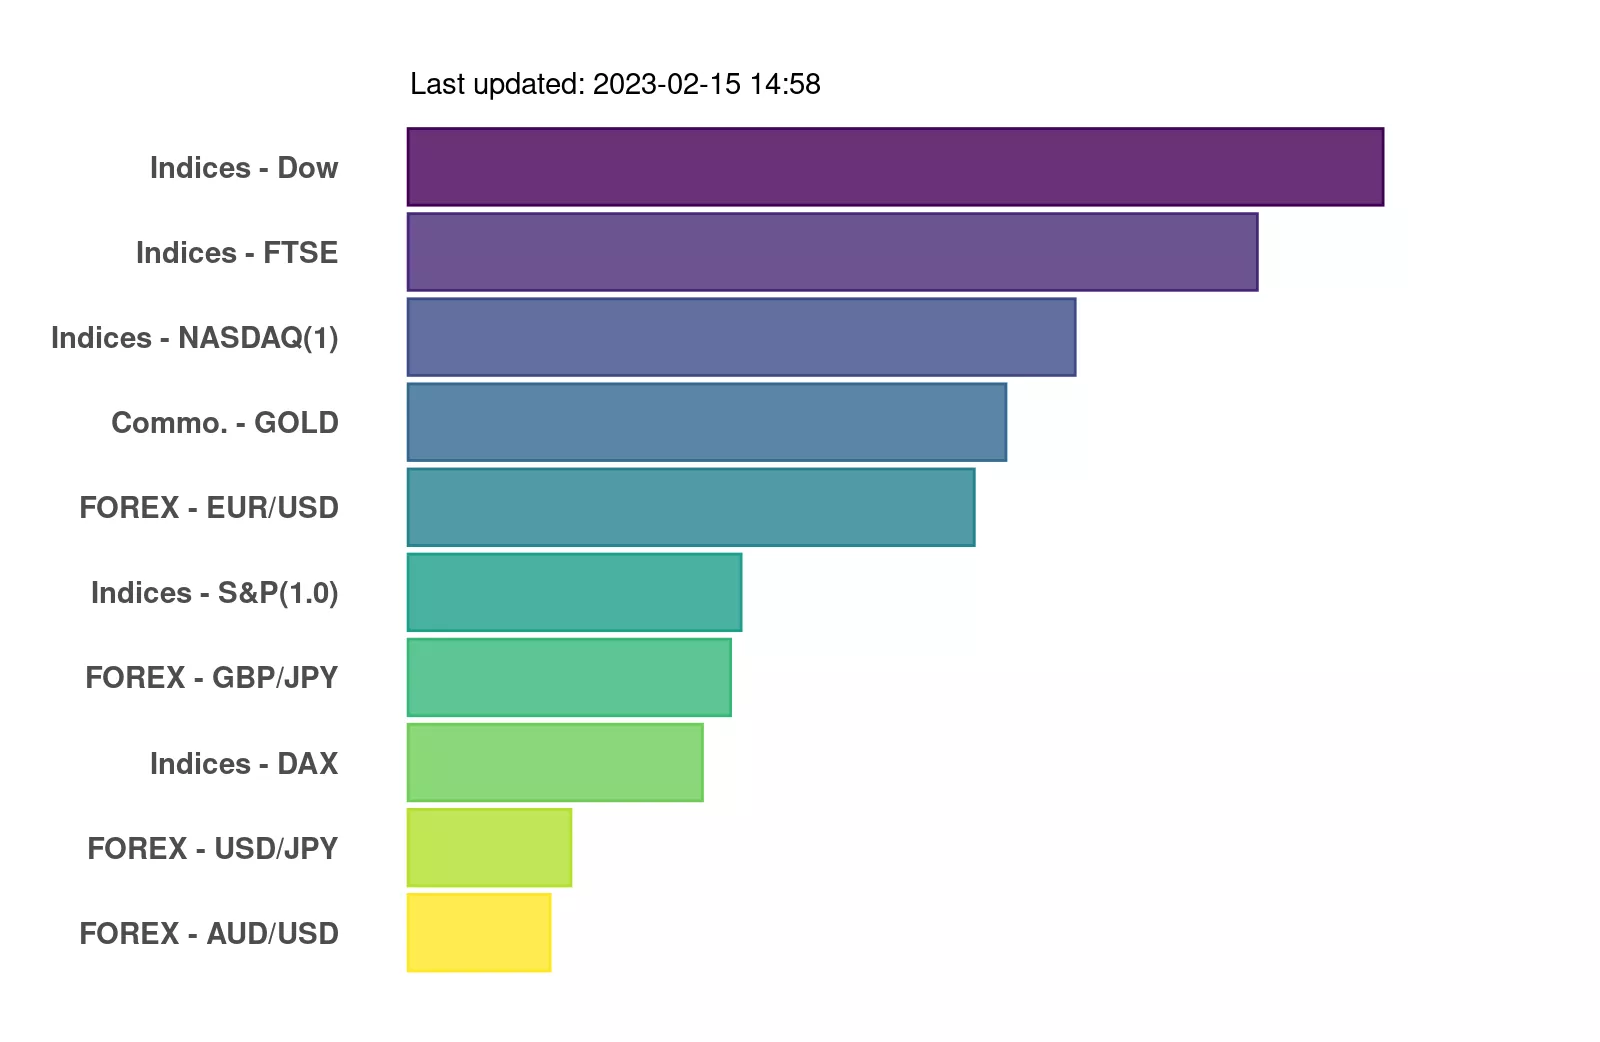 Last updated: 2023-02-15 14:58
Indices - Dow
Indices - FTSE
Indices - NASDAQ(1)
Commo. - GOLD
FOREX - EUR/USD
Indices - S&P(1.0)
FOREX - GBP/JPY
Indices - DAX
FOREX - USD/JPY
FOREX - AUD/USD